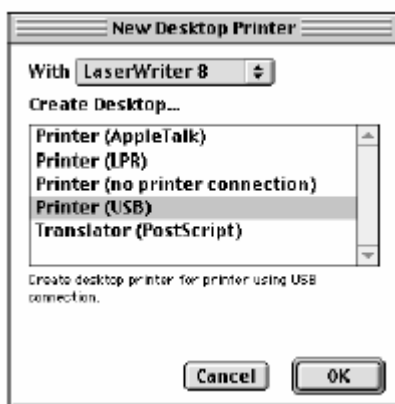 New Desktop Printer
With LaserWriter 8
Create Desktop...
Printer (AppleTalk)
Printer (LPR)
Printer (no printer connection)
Printer (USB)
Translator (PostScript)
Create desktop printer for printer using USB
connection.
Cancel OK